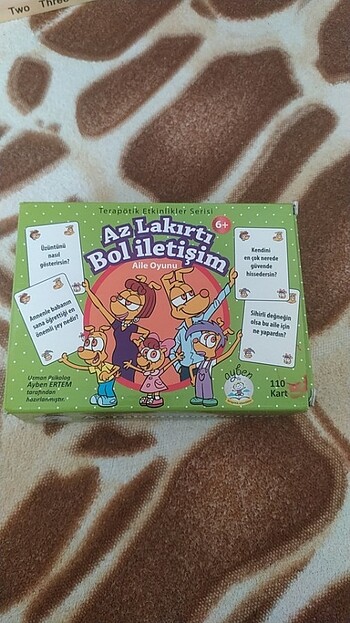 Two Three
Terapötik Etkinlikler Serisi
Az Lakırtı
Bol iletişim
6+
Aile Oyunu
Üzüntünü
nasıl
gösterirsin?
Annenle babanın
sana öğrettiği en
önemli şey nedir?
Kendini
en çok nerede
güvende
hissedersin?
Sihirli değneğin
olsa bu aile için
ne yapardın?
Uzman Psikolog
Ayben ERTEM
tarafından
hazırlanmıştır.
ayben
110
Kart